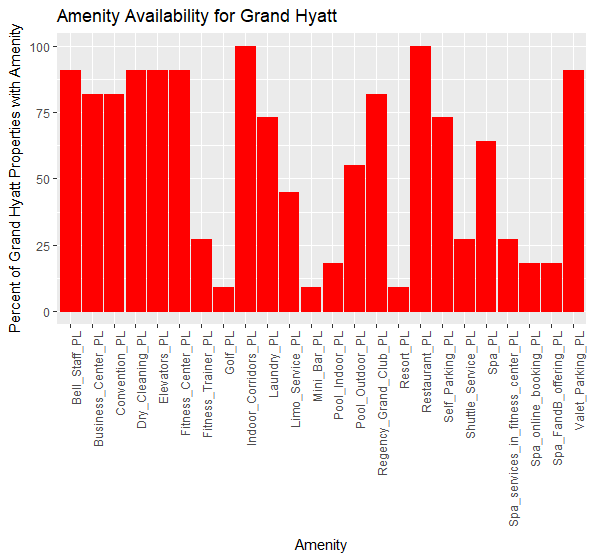 Amenity Availability for Grand Hyatt
Percent of Grand Hyatt Properties with Amenity
100
75
50
25
0
Bell_Staff_PL
Business_Center_PL
Convention_PL
Dry_Cleaning_PL
Elevators_PL
Fitness_Center_PL
Fitness_Trainer_PL
Golf_PL
Indoor_Corridors_PL
Laundry_PL
Limo_Service_PL
Mini_Bar_PL
Pool_Indoor_PL
Pool_Outdoor_PL
Regency_Grand_Club_PL
Resort_PL
Restaurant_PL
Self_Parking_PL
Shuttle_Service_PL
Spa_PL
Spa_services_in_fitness_center_PL
Spa_online_booking_PL
Spa_FandB_offering_PL
Valet_Parking_PL
Amenity